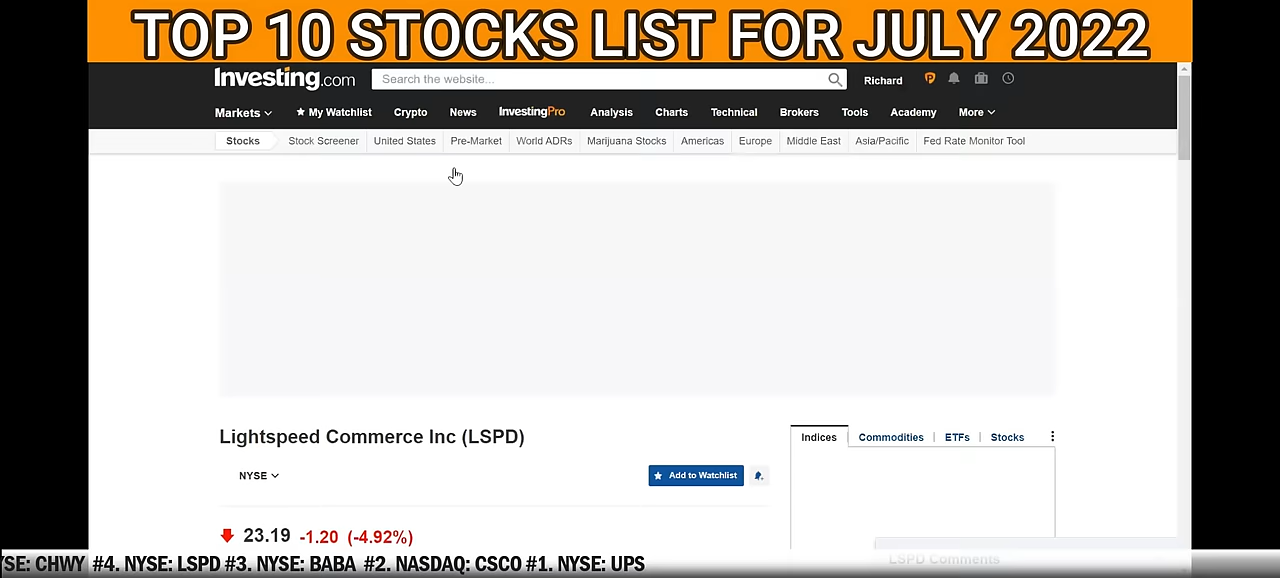 TOP 10 STOCKS LIST FOR JULY 2022
Investing.com
Search the website...
Richard
Markets
My Watchlist
Crypto
News
InvestingPro
Analysis
Charts
Technical
Brokers
Tools
Academy
More
Stocks
Stock Screener
United States
Pre-Market
World ADRs
Marijuana Stocks
Americas
Europe
Middle East
Asia/Pacific
Fed Rate Monitor Tool
Lightspeed Commerce Inc (LSPD)
NYSE
Add to Watchlist
23.19 -1.20 (-4.92%)
Indices
Commodities
ETFs
Stocks
LSPD Comments
YSE: CHWY #4. NYSE: LSPD #3. NYSE: BABA #2. NASDAQ: CSCO #1. NYSE: UPS